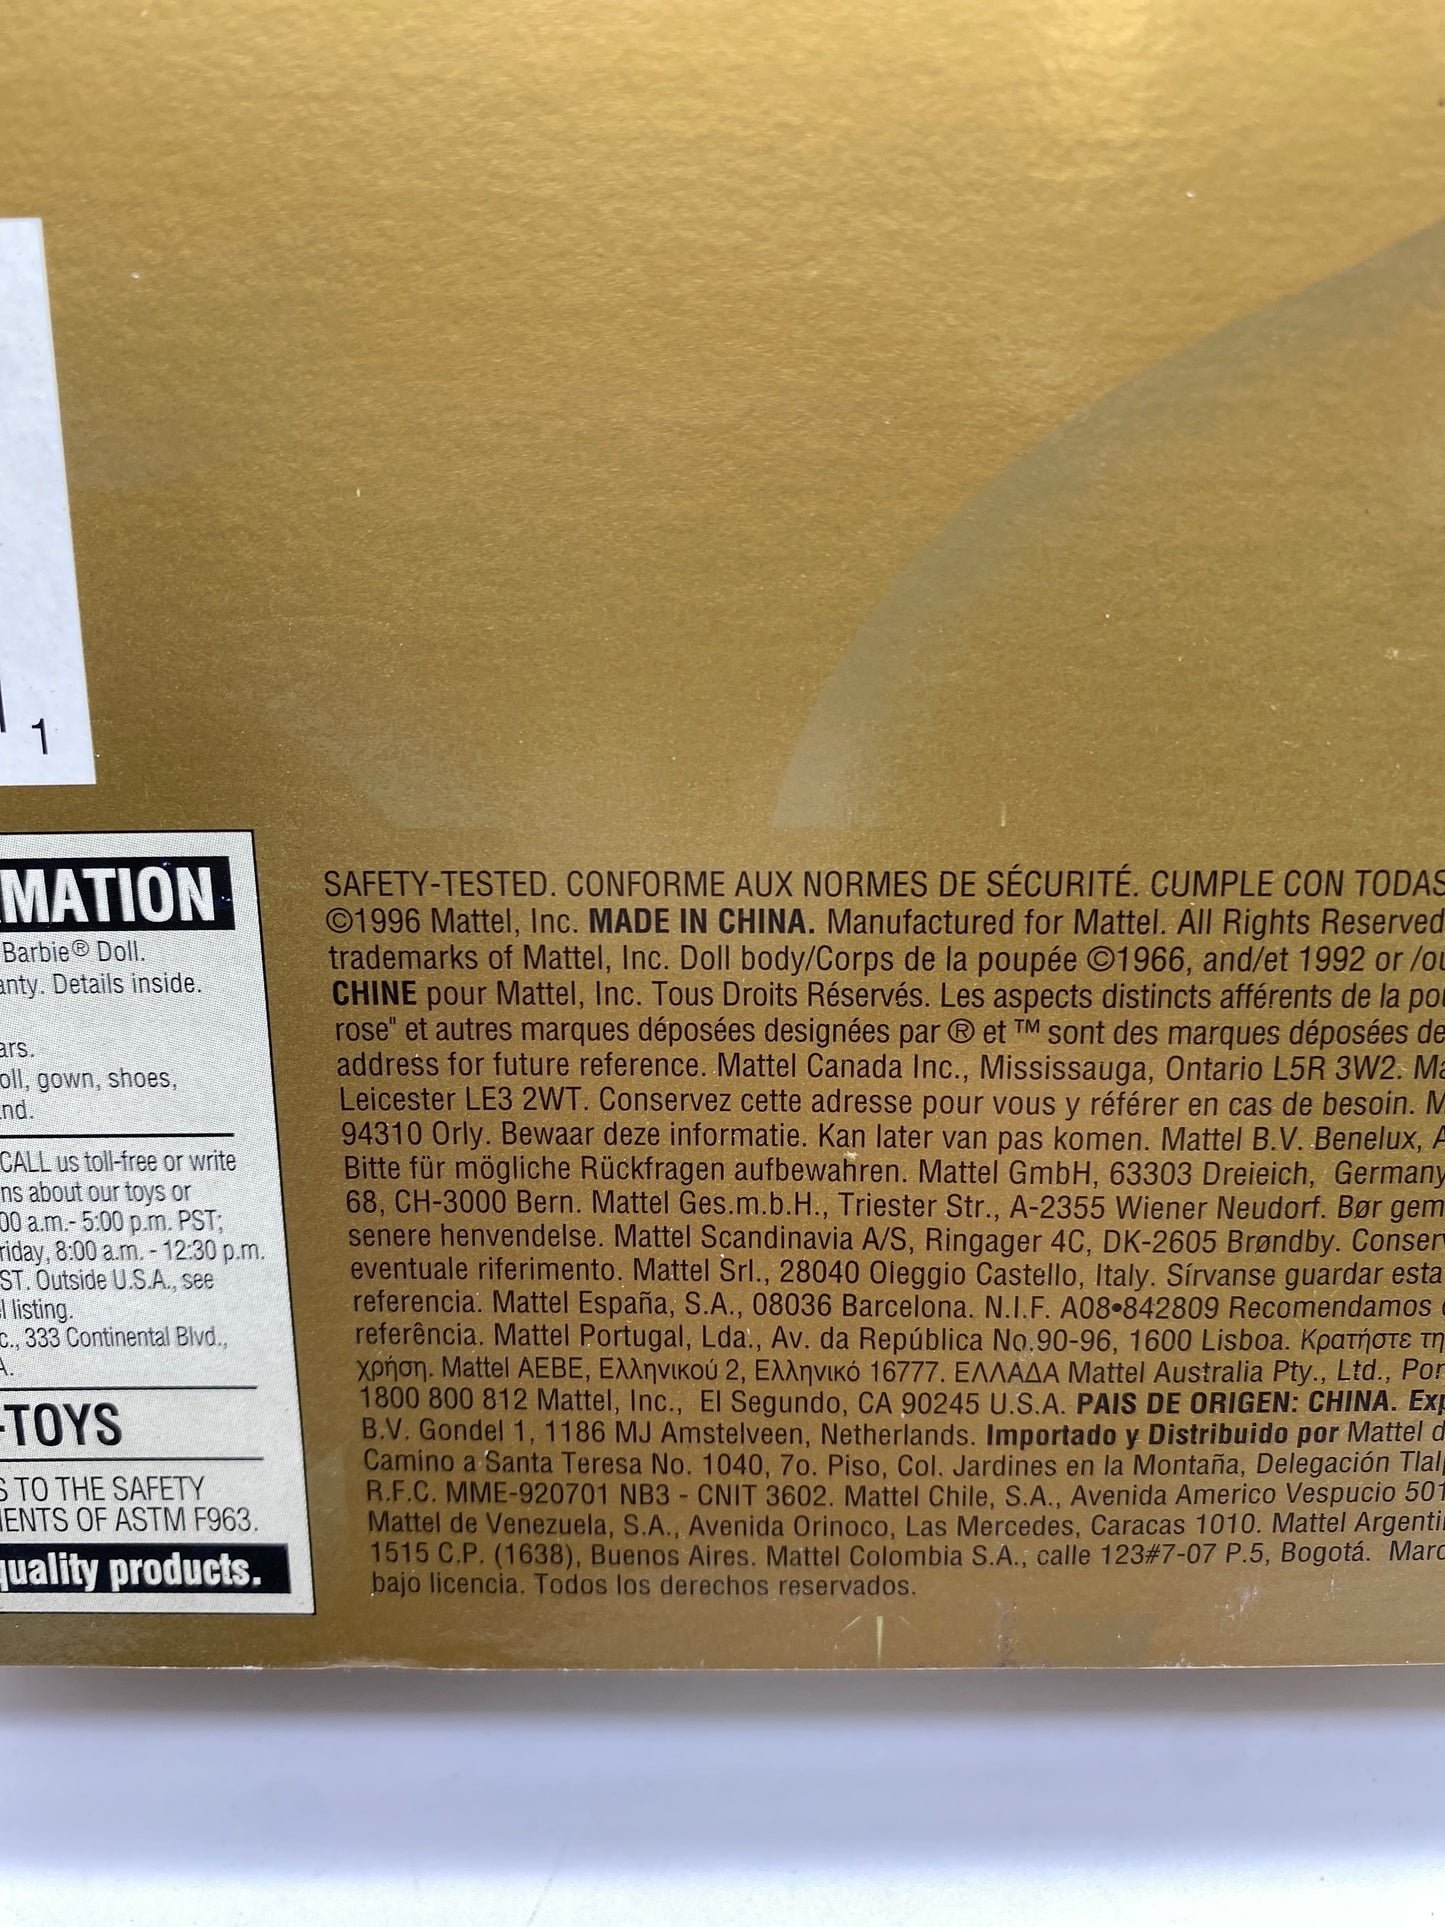 1
MATION
Barbie® Doll.
anty. Details inside.
ars.
oll, gown, shoes,
nd.
CALL us toll-free or write
ns about our toys or
00 a.m.- 5:00 p.m. PST;
riday, 8:00 a.m. - 12:30 p.m.
ST. Outside U.S.A., see
l listing.
c., 333 Continental Blvd.,
A.
-TOYS
S TO THE SAFETY
ENTS OF ASTM F963.
quality products.
SAFETY-TESTED. CONFORME AUX NORMES DE SÉCURITÉ. CUMPLE CON TODAS
©1996 Mattel, Inc. MADE IN CHINA. Manufactured for Mattel. All Rights Reserved
trademarks of Mattel, Inc. Doll body/Corps de la poupée ©1966, and/et 1992 or /ou
CHINE pour Mattel, Inc. Tous Droits Réservés. Les aspects distincts afférents de la pou
rose" et autres marques déposées designées par ® et ™ sont des marques déposées de
address for future reference. Mattel Canada Inc., Mississauga, Ontario L5R 3W2. Ma
Leicester LE3 2WT. Conservez cette adresse pour vous y référer en cas de besoin. M
94310 Orly. Bewaar deze informatie. Kan later van pas komen. Mattel B.V. Benelux, A
Bitte für mögliche Rückfragen aufbewahren. Mattel GmbH, 63303 Dreieich, Germany
68, CH-3000 Bern. Mattel Ges.m.b.H., Triester Str., A-2355 Wiener Neudorf. Bør gem
senere henvendelse. Mattel Scandinavia A/S, Ringager 4C, DK-2605 Brøndby. Conserv
eventuale riferimento. Mattel Srl., 28040 Oleggio Castello, Italy. Sírvanse guardar esta
referencia. Mattel España, S.A., 08036 Barcelona. N.I.F. A08•842809 Recomendamos
referência. Mattel Portugal, Lda., Av. da República No.90-96, 1600 Lisboa. Κρατήστε τη
χρήση. Mattel AEBE, Ελληνικού 2, Ελληνικό 16777. ΕΛΛΑΔΑ Mattel Australia Pty., Ltd., Por
1800 800 812 Mattel, Inc., El Segundo, CA 90245 U.S.A. PAIS DE ORIGEN: CHINA. Exp
B.V. Gondel 1, 1186 MJ Amstelveen, Netherlands. Importado y Distribuido por Mattel d
Camino a Santa Teresa No. 1040, 7o. Piso, Col. Jardines en la Montaña, Delegación Tlalp
R.F.C. MME-920701 NB3 - CNIT 3602. Mattel Chile, S.A., Avenida Americo Vespucio 501
Mattel de Venezuela, S.A., Avenida Orinoco, Las Mercedes, Caracas 1010. Mattel Argenti
1515 C.P. (1638), Buenos Aires. Mattel Colombia S.A., calle 123#7-07 P.5, Bogotá. Marc
bajo licencia. Todos los derechos reservados.